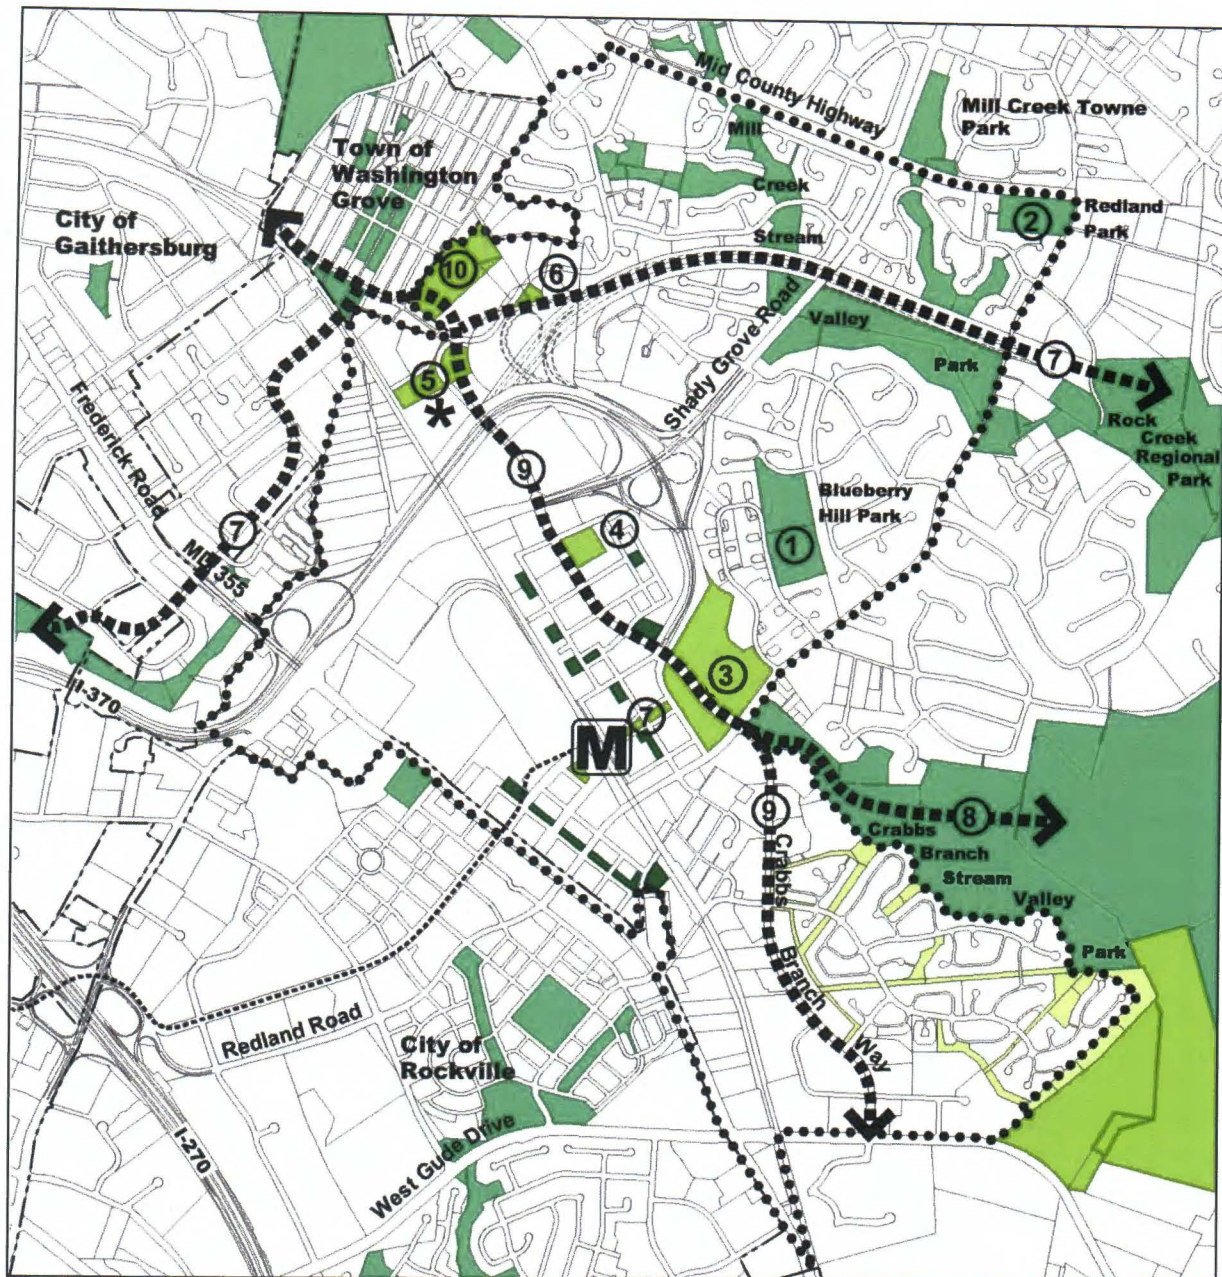 Mid County Highway
Mill Creek Towne
Park
Mill
Creek
Stream
Valley
Park
Town of
Washington
Grove
City of
Gaithersburg
2
Redland
Park
10
6
7
Rock
Creek
Regional
Park
5
*
Shady Grove Road
Frederick Road
9
Blueberry
Hill Park
1
4
7
MD 355
3
I-370
7
M
9
8
Crabbs
Branch
Stream
Valley
Park
Crabbs
Branch
Way
Redland Road
City of
Rockville
West Gude Drive
I-270